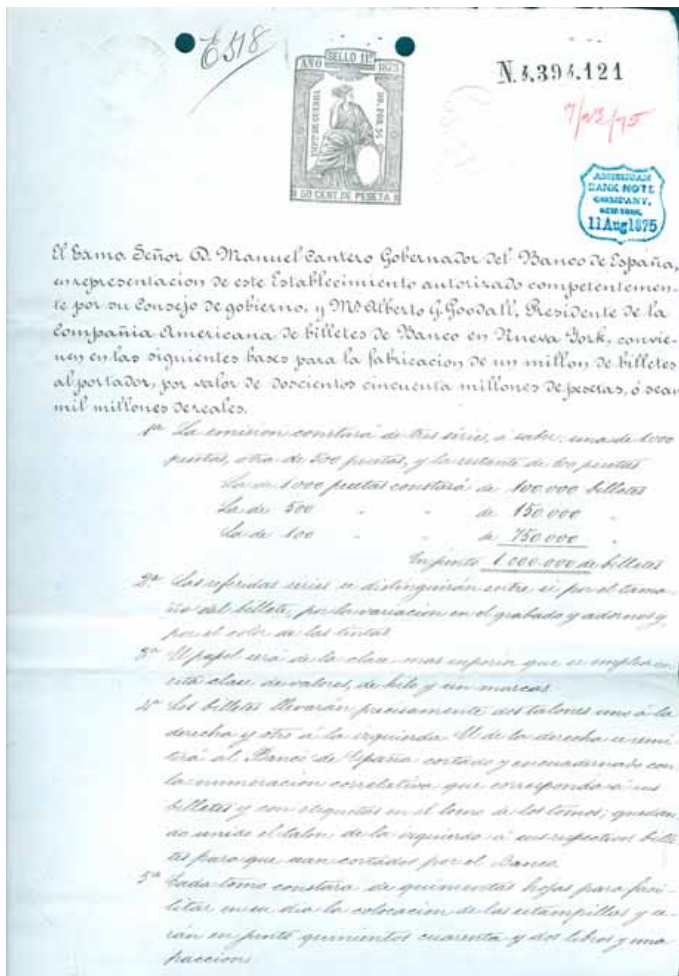 E518
SELLO 11º
AÑO 1875
IMPTO DE GUERRA
50 CENT. DE PESETA
N.4.394.121
7/23/75
AMERICAN
BANK NOTE
COMPANY,
NEW YORK,
11 Aug 1875
El Exmo. Señor D. Manuel Cantero Gobernador del Banco de España,
en representacion de este Establecimiento autorizado competentemen-
te por su Consejo de gobierno, y Mr. Alberto G. Goodall, Presidente de la
Compañia Americana de billetes de Banco en Nueva York, convie-
nen en las siguientes bases para la fabricacion de un millon de billetes
al portador, por valor de doscientos cincuenta millones de pesetas, ó sean
mil millones de reales.
1ª La emision constará de tres séries, á saber: una de 1.000
pesetas, otra de 500 pesetas, y la restante de 100 pesetas
La de 1000 pesetas constará de 100.000 billetes
La de 500 " " de 150.000 "
La de 100 " " de 750.000 "
En junto 1.000.000 de billetes
2ª Las referidas series se distinguirán entre si por el tama-
ño del billete, por la variacion en el grabado y adornos y
por el color de las tintas
3ª El papel será de la clase mas superior que se emplea en
esta clase de valores, de hilo y sin marcas
4ª Los billetes llevarán precisamente dos talones uno á la
derecha y otro á la izquierda El de la derecha se remi-
tirá al Banco de España cortado y encuadernado con
la numeracion correlativa que corresponda á sus
billetes y con etiquetas en el lomo de los tomos; quedan-
do unido el talon de la izquierda á sus respectivos bille-
tes para que sean cortados por el Banco
5ª Cada tomo constará de quinientas hojas para faci-
litar en su dia la colocacion de las estampillas y se-
rán en junto quinientos cuarenta y dos libros y una
fraccion